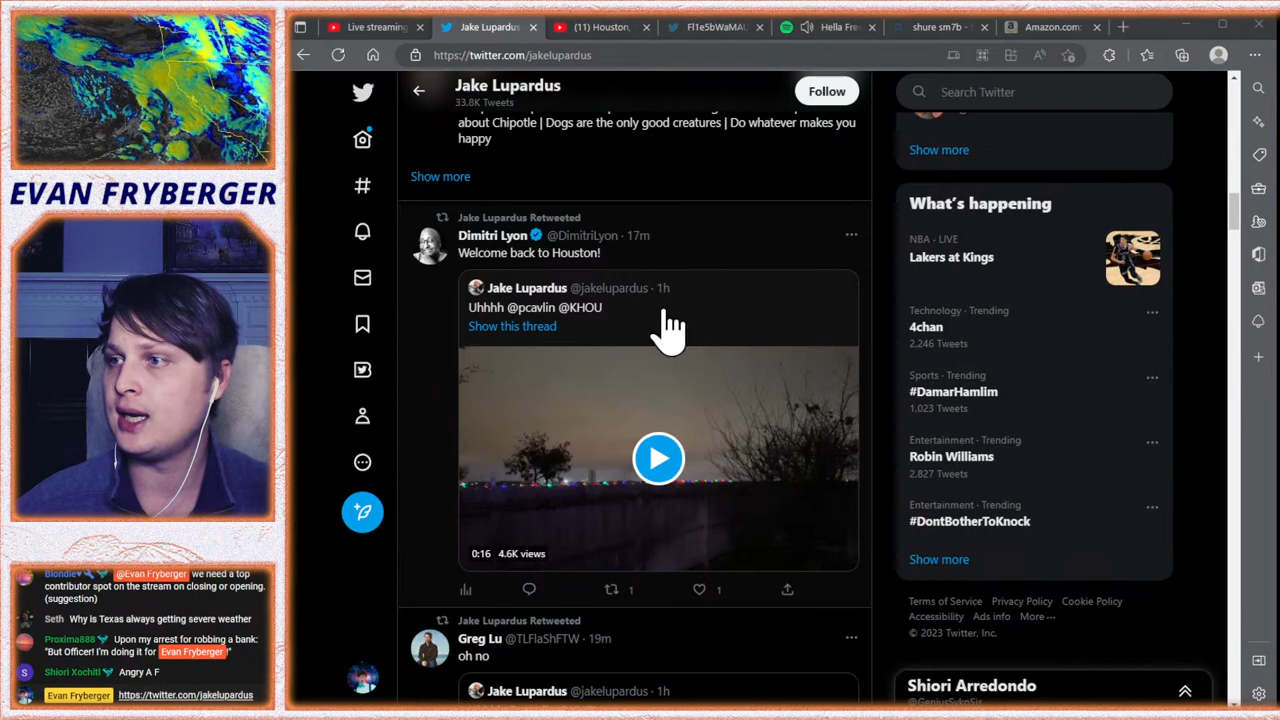 EVAN FRYBERGER
Blondie @Evan Fryberger we need a top
contributor spot on the stream on closing or opening.
(suggestion)
Seth Why is Texas always getting severe weather
Proxima888 Upon my arrest for robbing a bank:
"But Officer! I'm doing it for Evan Fryberger !"
Shiori Xochitl Angry A F
Evan Fryberger https://twitter.com/jakelupardus
Live streaming
Jake Lupardus
(11) Houston,
Fl1eSbWaMAU
Hella Fre
shure sm7b
Amazon.com:
https://twitter.com/jakelupardus
Jake Lupardus
33.8K Tweets
Follow
about Chipotle | Dogs are the only good creatures | Do whatever makes you
happy
Show more
Jake Lupardus Retweeted
Dimitri Lyon @DimitriLyon · 17m
Welcome back to Houston!
Jake Lupardus @jakelupardus · 1h
Uhhhh @pcavlin @KHOU
Show this thread
0:16 4.6K views
1
1
Jake Lupardus Retweeted
Greg Lu @TLFlaShFTW · 19m
oh no
Jake Lupardus @jakelupardus · 1h
Search Twitter
Show more
What's happening
NBA · LIVE
Lakers at Kings
Technology · Trending
4chan
2,246 Tweets
Sports · Trending
#DamarHamlim
1,023 Tweets
Entertainment · Trending
Robin Williams
2,827 Tweets
Entertainment · Trending
#DontBotherToKnock
Show more
Terms of Service Privacy Policy Cookie Policy
Accessibility Ads info More ···
© 2023 Twitter, Inc.
Shiori Arredondo